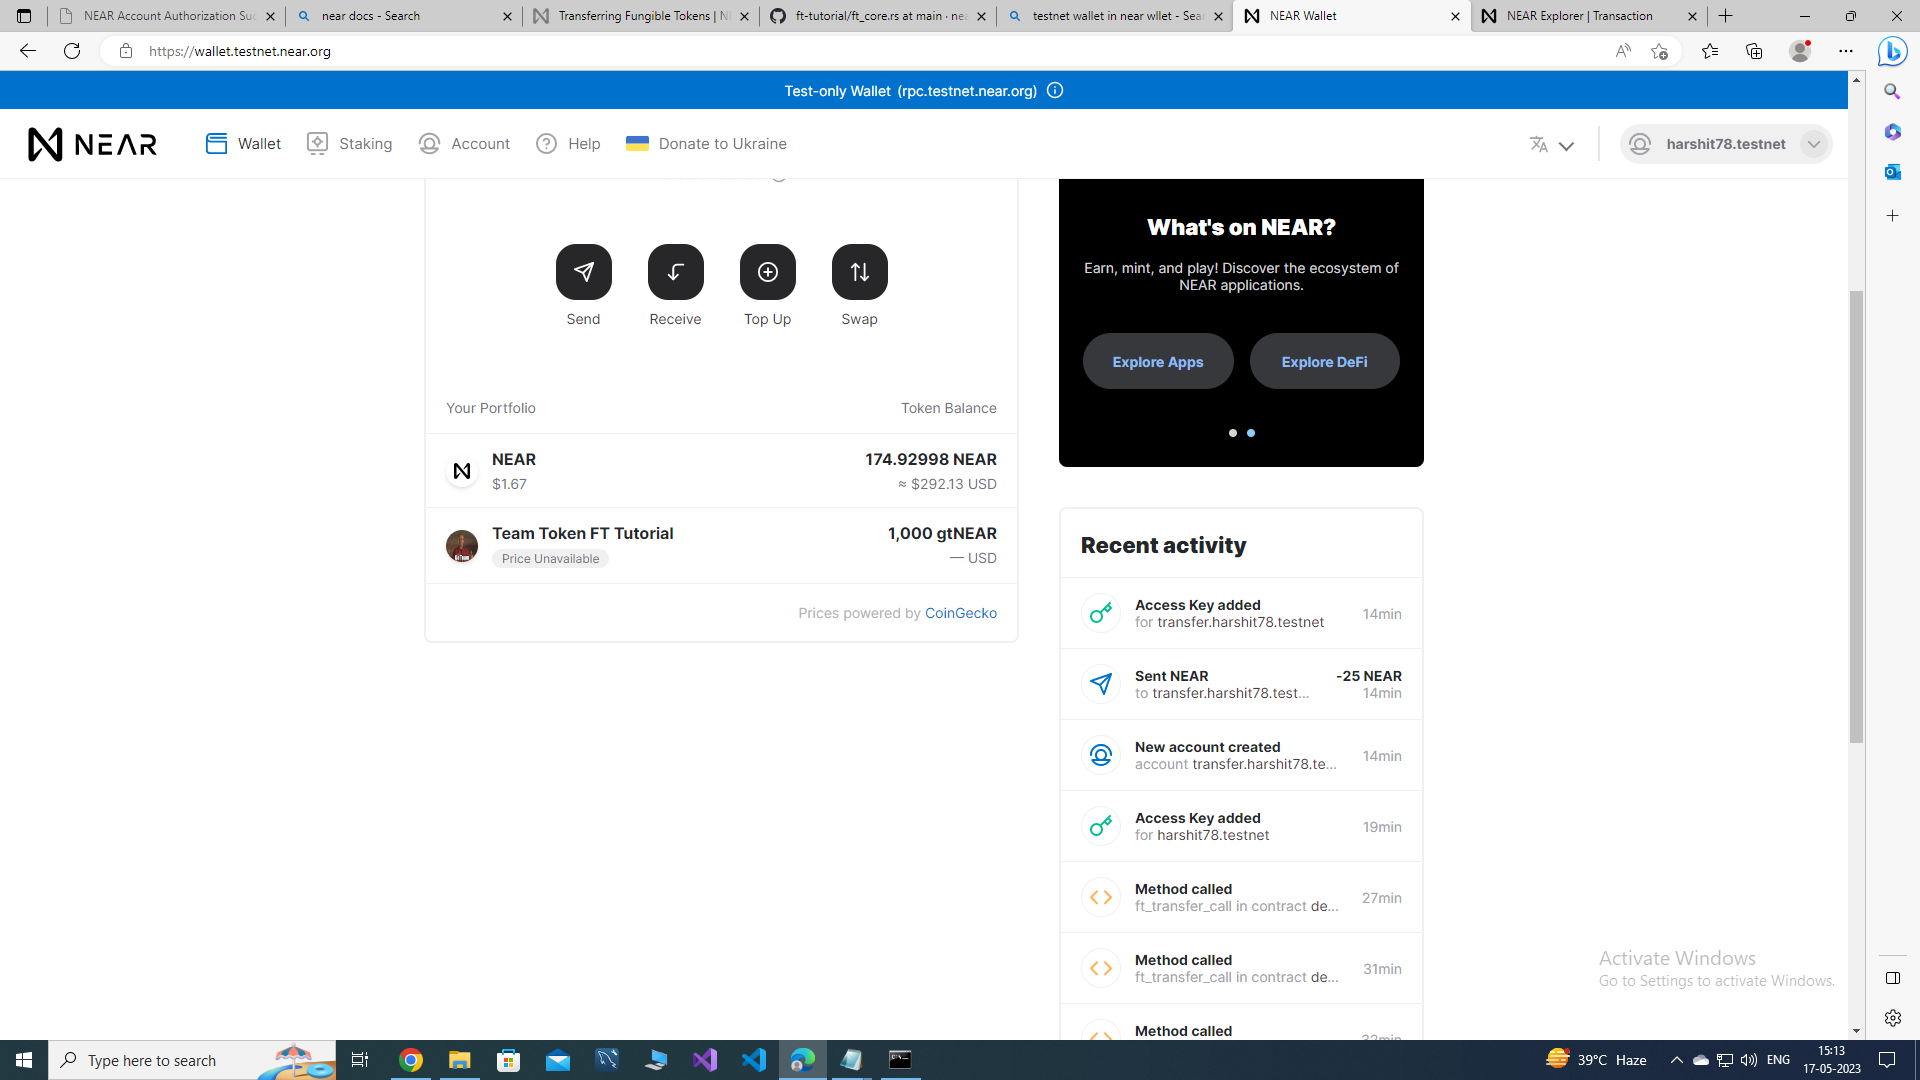 NEAR Account Authorization Suc
near docs - Search
Transferring Fungible Tokens | NE
ft-tutorial/ft_core.rs at main · nea
testnet wallet in near wllet - Sear
NEAR Wallet
NEAR Explorer | Transaction
https://wallet.testnet.near.org
Test-only Wallet (rpc.testnet.near.org)
NEAR
Wallet
Staking
Account
Help
Donate to Ukraine
harshit78.testnet
Send
Receive
Top Up
Swap
Your Portfolio
Token Balance
NEAR
174.92998 NEAR
$1.67
≈ $292.13 USD
Team Token FT Tutorial
1,000 gtNEAR
Price Unavailable
— USD
Prices powered by CoinGecko
What's on NEAR?
Earn, mint, and play! Discover the ecosystem of
NEAR applications.
Explore Apps
Explore DeFi
Recent activity
Access Key added
for transfer.harshit78.testnet
14min
Sent NEAR
-25 NEAR
to transfer.harshit78.test...
14min
New account created
account transfer.harshit78.te...
14min
Access Key added
for harshit78.testnet
19min
Method called
ft_transfer_call in contract de...
27min
Method called
ft_transfer_call in contract de...
31min
Method called
32min
Activate Windows
Go to Settings to activate Windows.
Type here to search
39°C Haze
ENG
15:13
17-05-2023